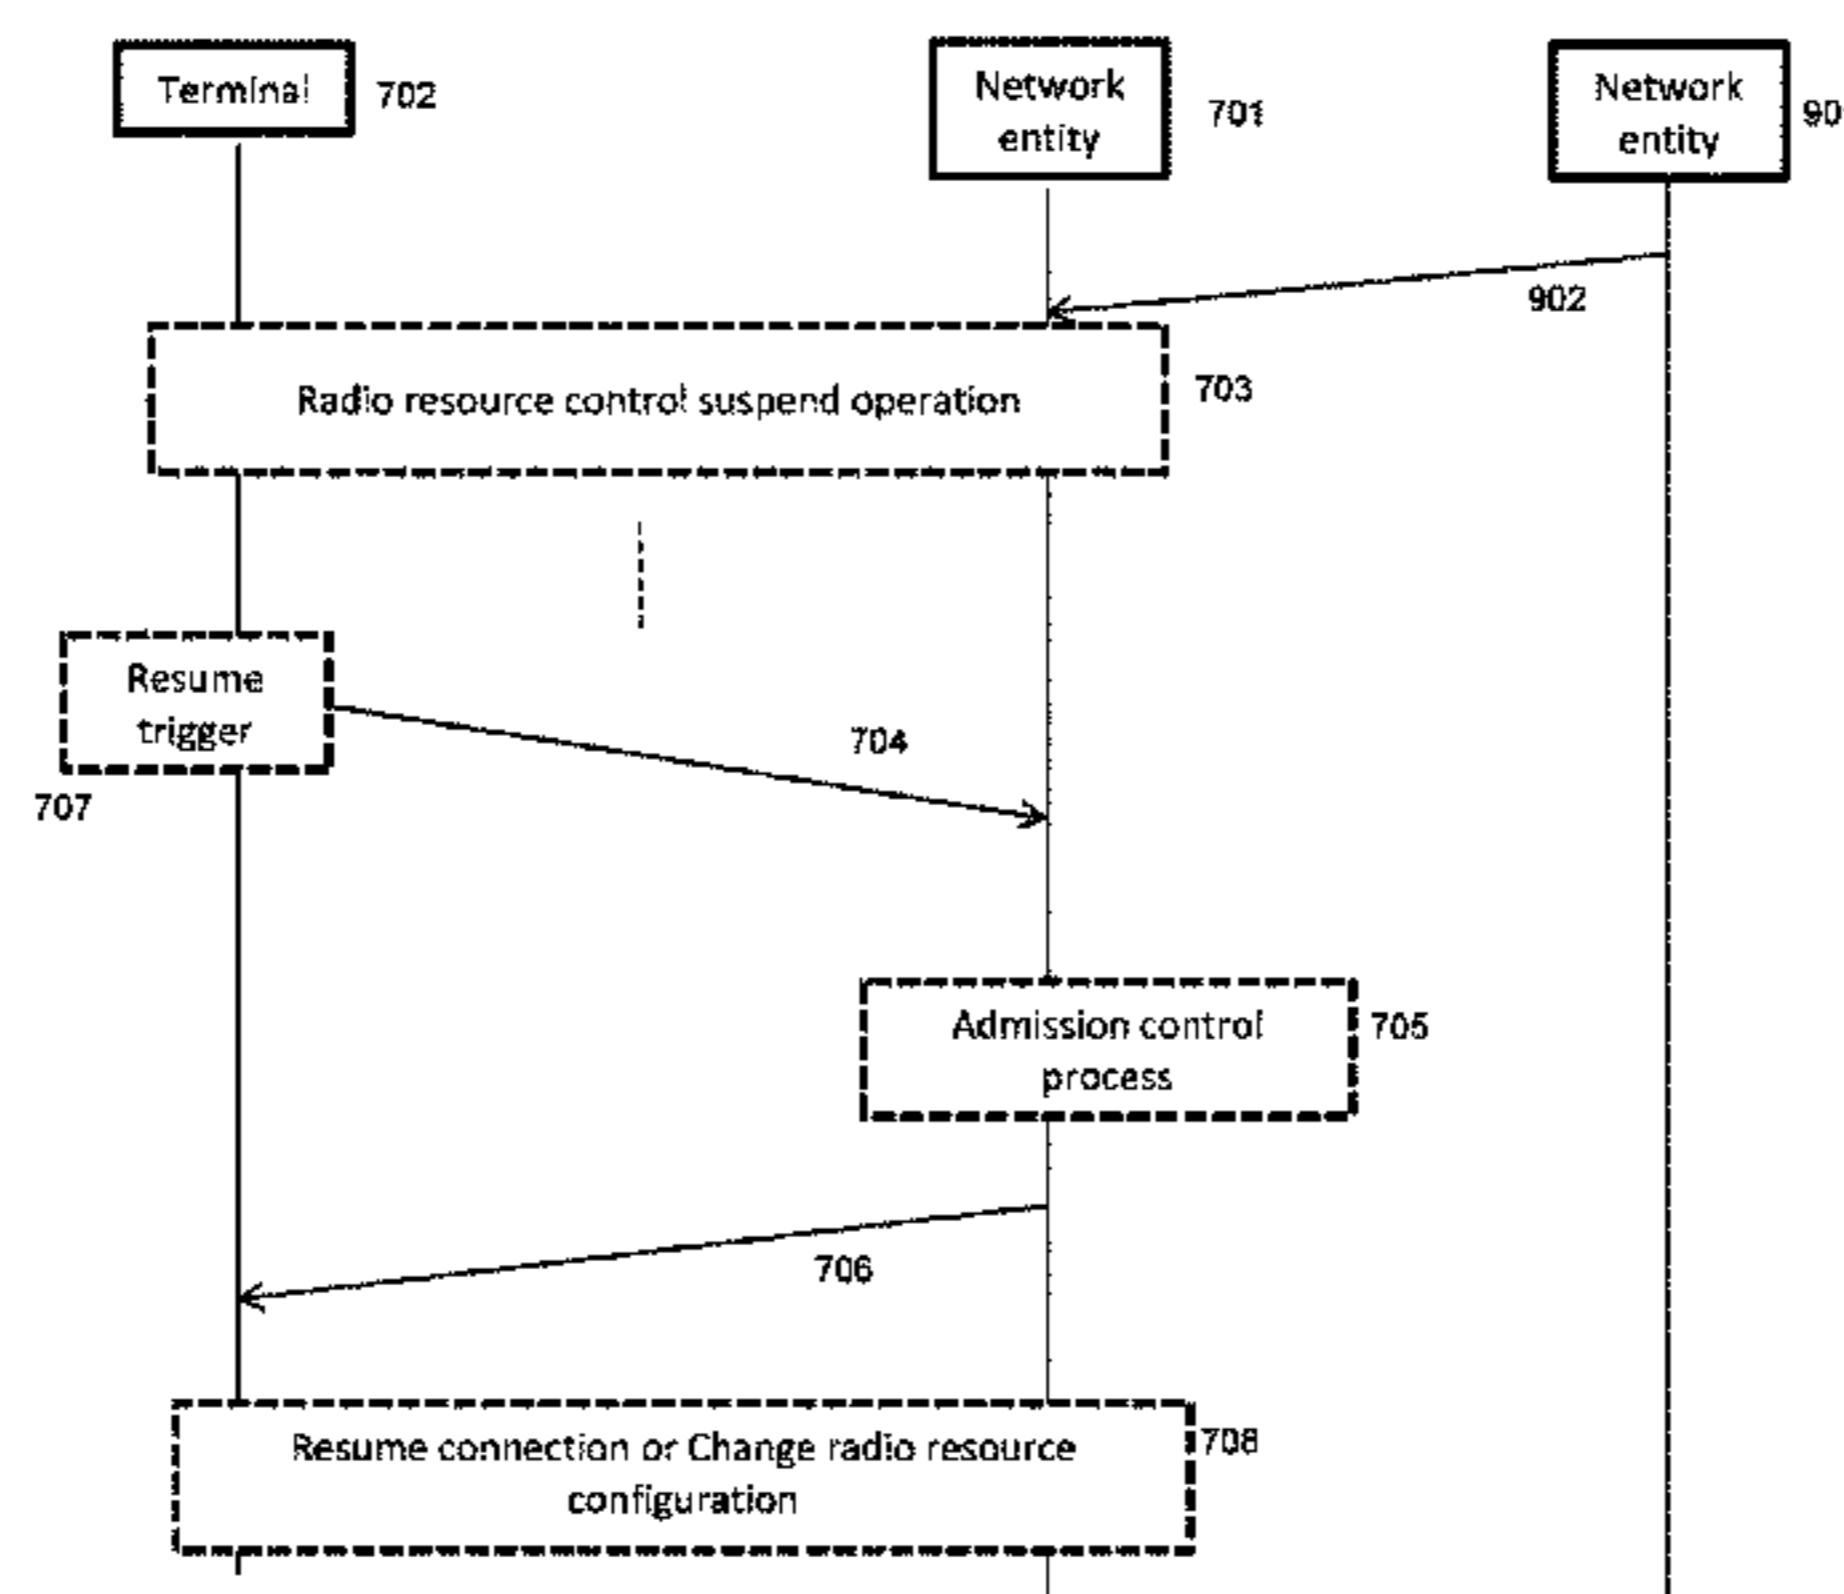 Terminal
702
Network
entity
701
Network
entity
90
902
Radio resource control suspend operation
703
Resume
trigger
707
704
Admission control
process
705
706
Resume connection or Change radio resource
configuration
708